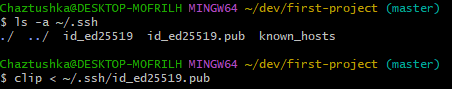 Chaztushka@DESKTOP-MOFRILH MINGW64 ~/dev/first-project (master)
$ ls -a ~/.ssh
./  ../  id_ed25519  id_ed25519.pub  known_hosts
Chaztushka@DESKTOP-MOFRILH MINGW64 ~/dev/first-project (master)
$ clip < ~/.ssh/id_ed25519.pub